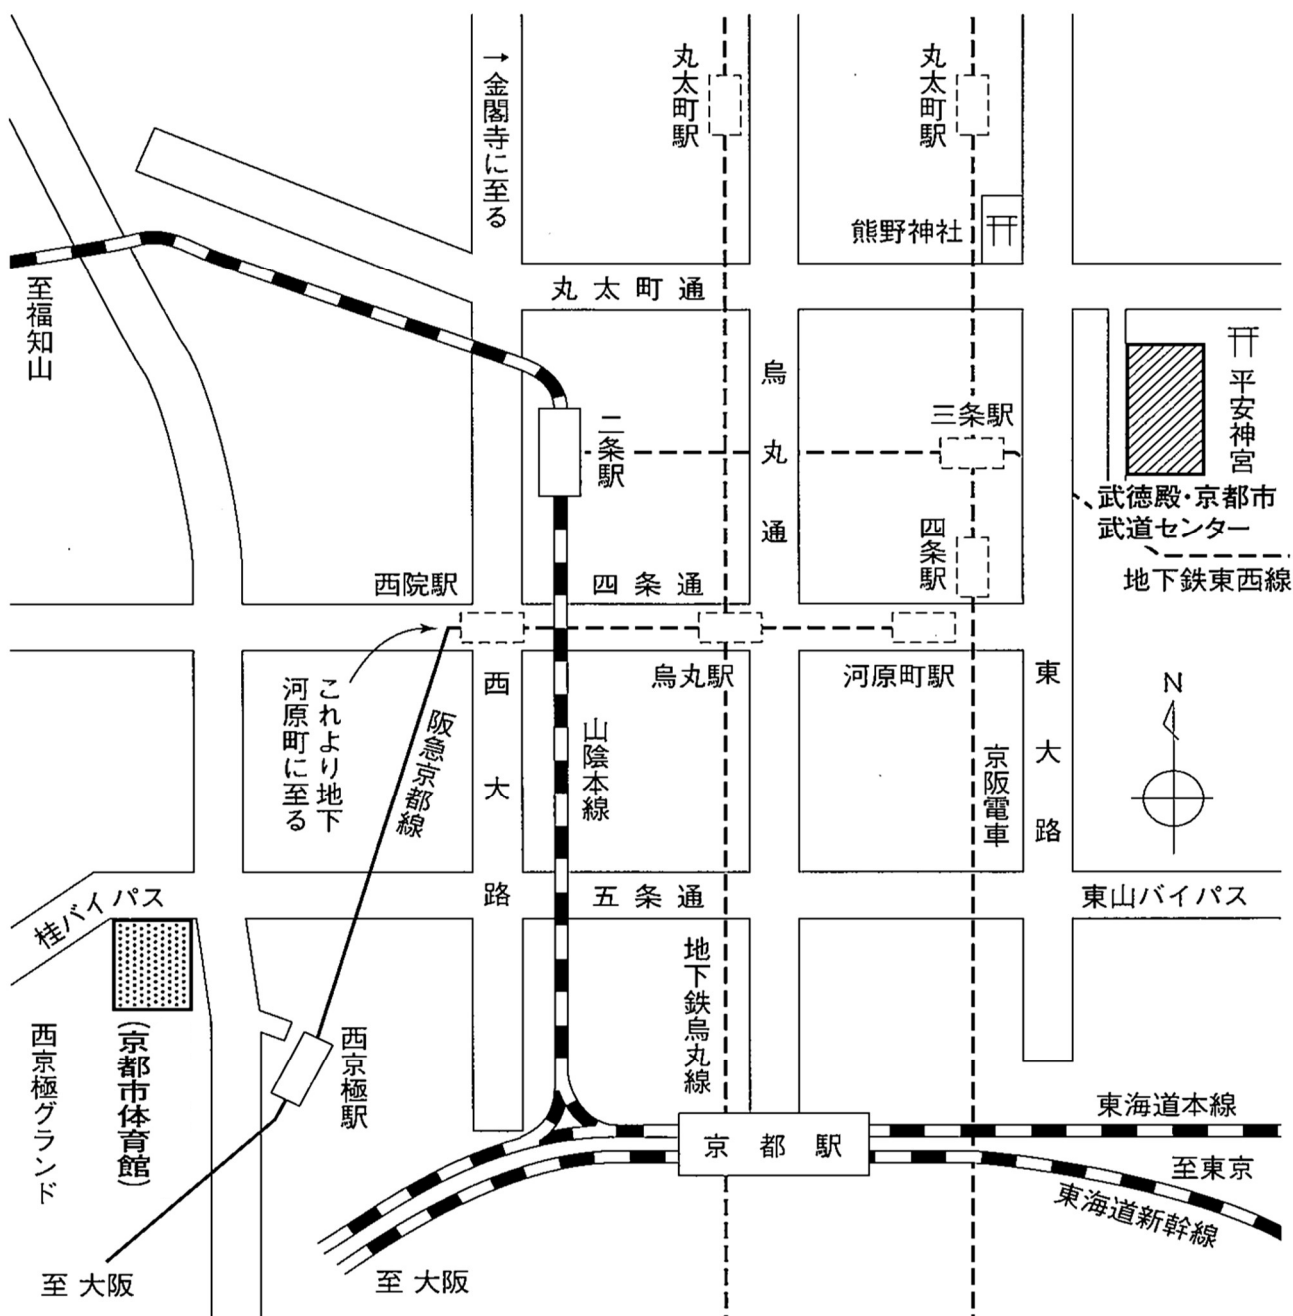 →金閣寺に至る
丸太町駅
丸太町駅
熊野神社
丸太町通
至福知山
烏丸通
平安神宮
二条駅
三条駅
武徳殿・京都市
武道センター
四条駅
地下鉄東西線
西院駅
四条通
烏丸駅
河原町駅
東大路
N
西大路
これより地下
河原町に至る
阪急京都線
山陰本線
京阪電車
五条通
東山バイパス
桂バイパス
地下鉄烏丸線
西京極グランド
(京都市体育館)
西京極駅
東海道本線
京都駅
至東京
東海道新幹線
至 大阪
至 大阪